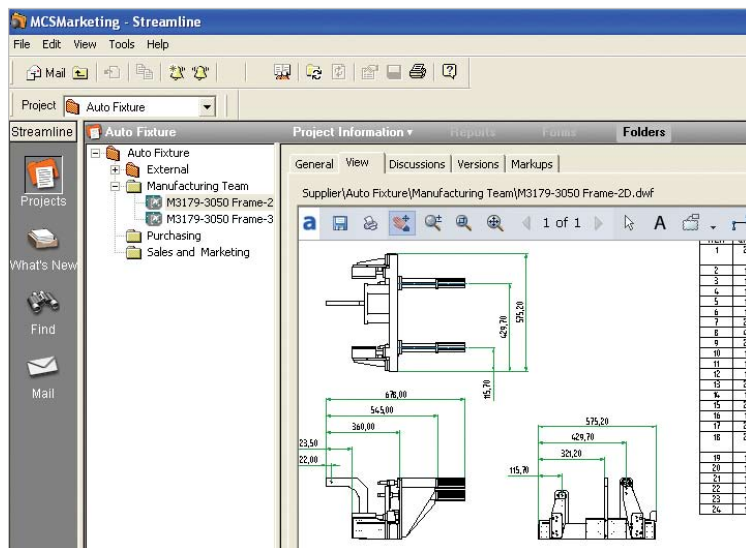 MCSMarketing - Streamline
File Edit View Tools Help
Mail
Project Auto Fixture
Streamline
Projects
What's New
Find
Mail
Auto Fixture
Auto Fixture
External
Manufacturing Team
M3179-3050 Frame-2
M3179-3050 Frame-3
Purchasing
Sales and Marketing
Project Information Reports Forms Folders
General View Discussions Versions Markups
Supplier\Auto Fixture\Manufacturing Team\M3179-3050 Frame-2D.dwf
a 1 of 1 A
429,70
575,20
115,70
678,00
545,00
360,00
23,50
22,00
575,20
429,70
321,20
115,70
1
2
3
4
5
6
7
8
9
10
11
12
13
14
15
16
17
18
19
20
21
22
23
24